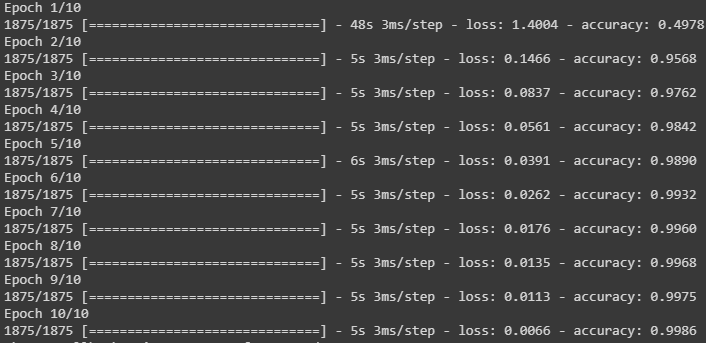 Epoch 1/10
1875/1875 [==============================] - 48s 3ms/step - loss: 1.4004 - accuracy: 0.4978
Epoch 2/10
1875/1875 [==============================] - 5s 3ms/step - loss: 0.1466 - accuracy: 0.9568
Epoch 3/10
1875/1875 [==============================] - 5s 3ms/step - loss: 0.0837 - accuracy: 0.9762
Epoch 4/10
1875/1875 [==============================] - 5s 3ms/step - loss: 0.0561 - accuracy: 0.9842
Epoch 5/10
1875/1875 [==============================] - 6s 3ms/step - loss: 0.0391 - accuracy: 0.9890
Epoch 6/10
1875/1875 [==============================] - 5s 3ms/step - loss: 0.0262 - accuracy: 0.9932
Epoch 7/10
1875/1875 [==============================] - 5s 3ms/step - loss: 0.0176 - accuracy: 0.9960
Epoch 8/10
1875/1875 [==============================] - 5s 3ms/step - loss: 0.0135 - accuracy: 0.9968
Epoch 9/10
1875/1875 [==============================] - 5s 3ms/step - loss: 0.0113 - accuracy: 0.9975
Epoch 10/10
1875/1875 [==============================] - 5s 3ms/step - loss: 0.0066 - accuracy: 0.9986